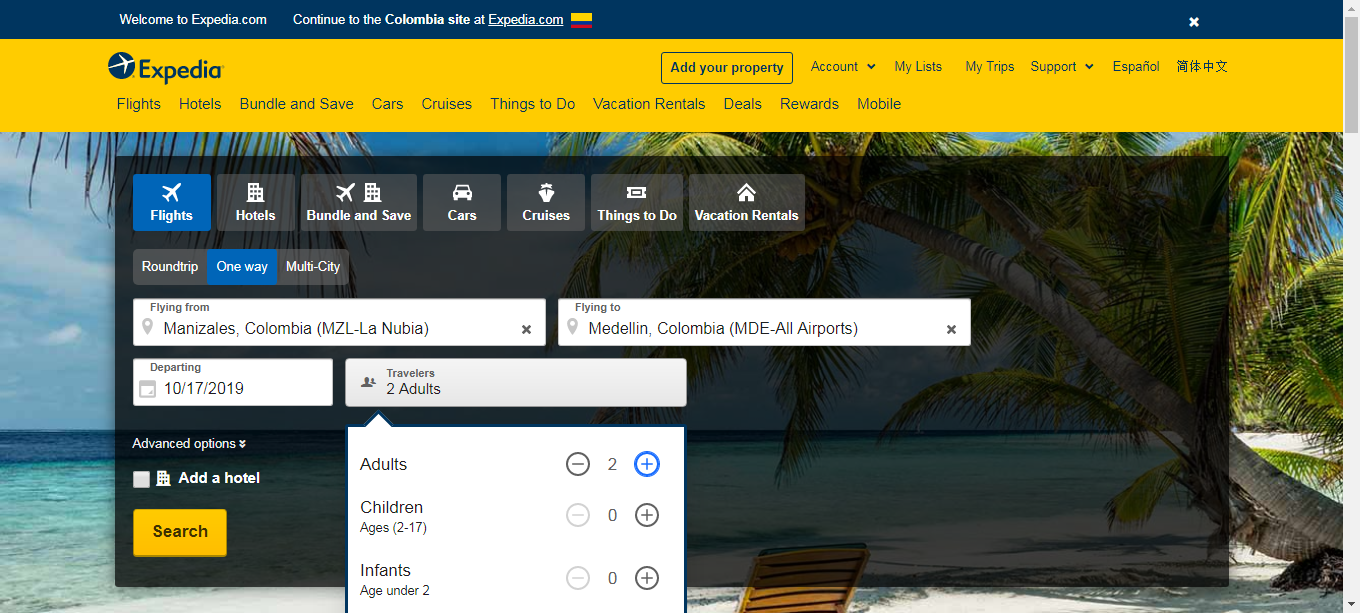 Welcome to Expedia.com Continue to the Colombia site at Expedia.com
Expedia
Add your property Account My Lists My Trips Support Español 简体中文
Flights Hotels Bundle and Save Cars Cruises Things to Do Vacation Rentals Deals Rewards Mobile
Flights Hotels Bundle and Save Cars Cruises Things to Do Vacation Rentals
Roundtrip One way Multi-City
Flying from Flying to
Manizales, Colombia (MZL-La Nubia) Medellin, Colombia (MDE-All Airports)
Departing Travelers
10/17/2019 2 Adults
Advanced options
Add a hotel
Search
Adults 2
Children 0
Ages (2-17)
Infants 0
Age under 2